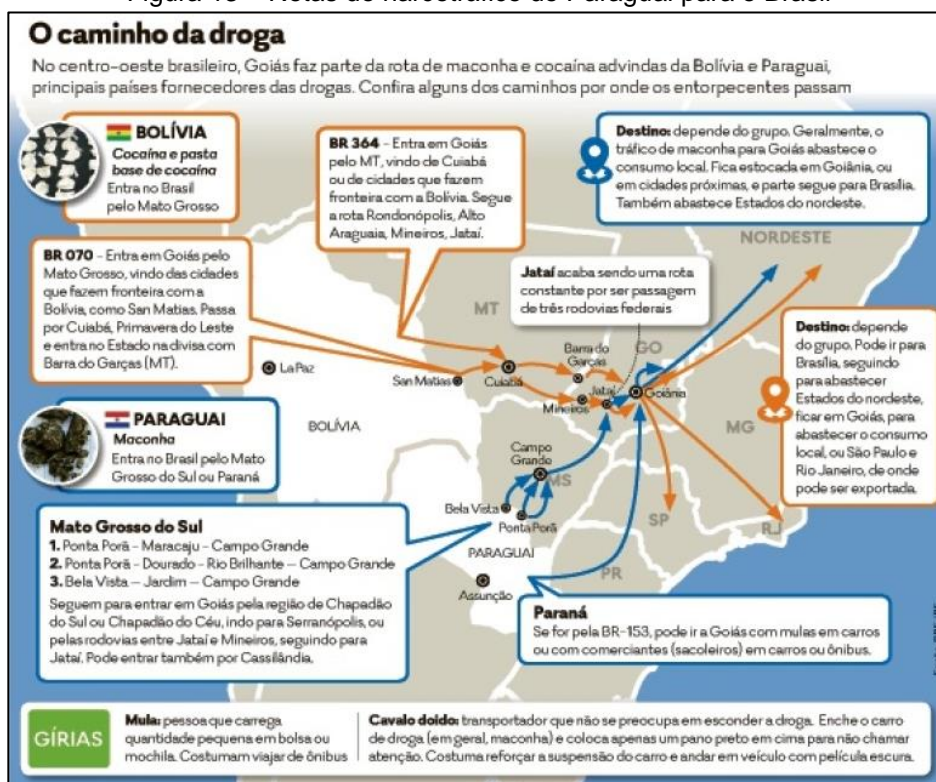 O caminho da droga
No centro-oeste brasileiro, Goiás faz parte da rota de maconha e cocaína advindas da Bolívia e Paraguai,
principais países fornecedores das drogas. Confira alguns dos caminhos por onde os entorpecentes passam
BOLÍVIA
Cocaína e pasta
base de cocaína
Entra no Brasil
pelo Mato Grosso
BR 364 - Entra em Goiás
pelo MT, vindo de Cuiabá
ou de cidades que fazem
fronteira com a Bolívia. Segue
a rota Rondonópolis, Alto
Araguaia, Mineiros, Jataí.
Destino: depende do grupo. Geralmente, o
tráfico de maconha para Goiás abastece o
consumo local. Fica estocada em Goiânia, ou
em cidades próximas, e parte segue para Brasília.
Também abastece Estados do nordeste.
BR 070 - Entra em Goiás pelo
Mato Grosso, vindo das cidades
que fazem fronteira com a
Bolívia, como San Matias. Passa
por Cuiabá, Primavera do Leste
e entra no Estado na divisa com
Barra do Garças (MT).
Jataí acaba sendo uma rota
constante por ser passagem
de três rodovias federais
NORDESTE
MT
GO
MG
MS
SP
RJ
PR
La Paz
San Matias
Cuiabá
Barra do
Garças
Mineiros
Jataí
Goiânia
BOLÍVIA
Campo
Grande
Bela Vista
Ponta Porã
PARAGUAI
Assunção
Destino: depende
do grupo. Pode ir para
Brasília, seguindo
para abastecer
Estados do nordeste,
ficar em Goiás, para
abastecer o consumo
local, ou São Paulo e
Rio Janeiro, de onde
pode ser exportada.
PARAGUAI
Maconha
Entra no Brasil pelo Mato
Grosso do Sul ou Paraná
Mato Grosso do Sul
1. Ponta Porã - Maracaju - Campo Grande
2. Ponta Porã - Dourado - Rio Brilhante - Campo Grande
3. Bela Vista - Jardim - Campo Grande
Seguem para entrar em Goiás pela região de Chapadão
do Sul ou Chapadão do Céu, indo para Serranópolis, ou
pelas rodovias entre Jataí e Mineiros, seguindo para
Jataí. Pode entrar também por Cassilândia.
Paraná
Se for pela BR-153, pode ir a Goiás com mulas em carros
ou com comerciantes (sacoleiros) em carros ou ônibus.
GÍRIAS
Mula: pessoa que carrega
quantidade pequena em bolsa ou
mochila. Costumam viajar de ônibus
Cavalo doido: transportador que não se preocupa em esconder a droga. Enche o carro
de droga (em geral, maconha) e coloca apenas um pano preto em cima para não chamar
atenção. Costuma reforçar a suspensão do carro e andar em veículo com película escura.